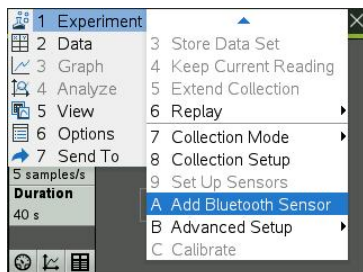 1 Experiment
2 Data
3 Graph
4 Analyze
5 View
6 Options
7 Send To
5 samples/s
Duration
40 s
3 Store Data Set
4 Keep Current Reading
5 Extend Collection
6 Replay
7 Collection Mode
8 Collection Setup
9 Set Up Sensors
A Add Bluetooth Sensor
B Advanced Setup
C Calibrate